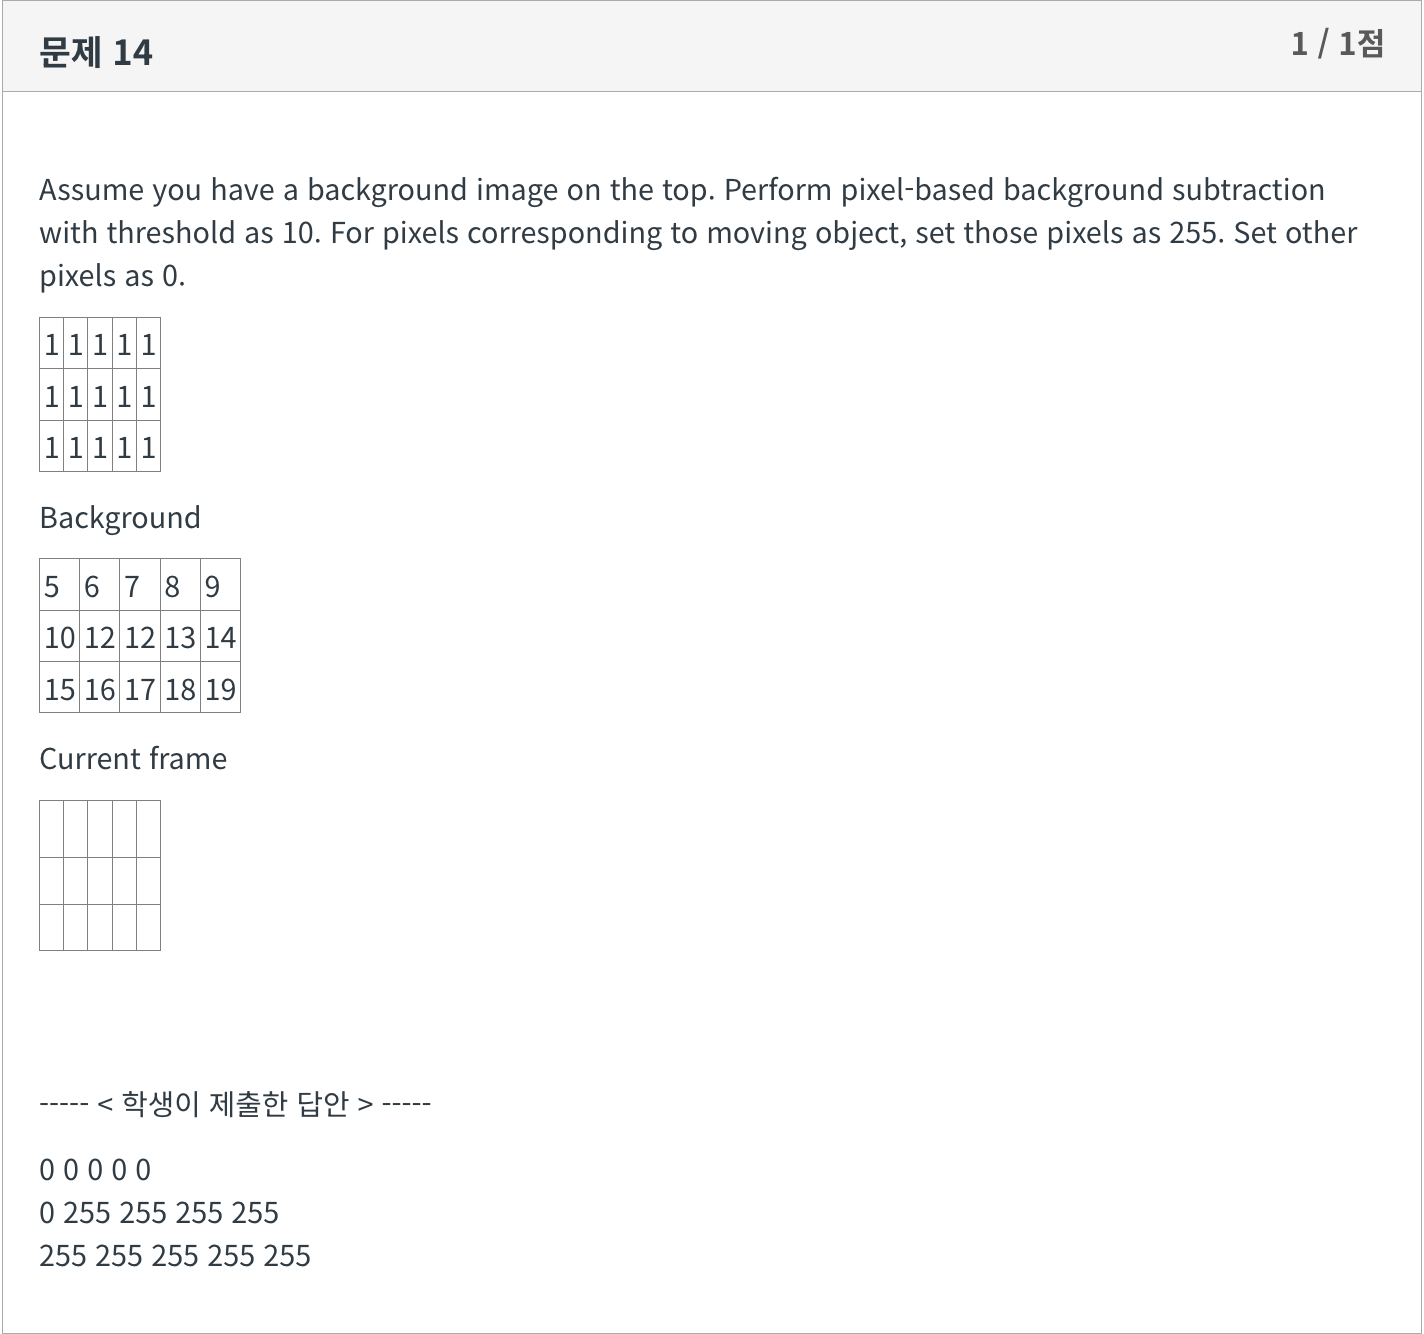 문제 14
1 / 1점
Assume you have a background image on the top. Perform pixel-based background subtraction
with threshold as 10. For pixels corresponding to moving object, set those pixels as 255. Set other
pixels as 0.
1 1 1 1 1
1 1 1 1 1
1 1 1 1 1
Background
5 6 7 8 9
10 12 12 13 14
15 16 17 18 19
Current frame
----- < 학생이 제출한 답안 > -----
0 0 0 0 0
0 255 255 255 255
255 255 255 255 255